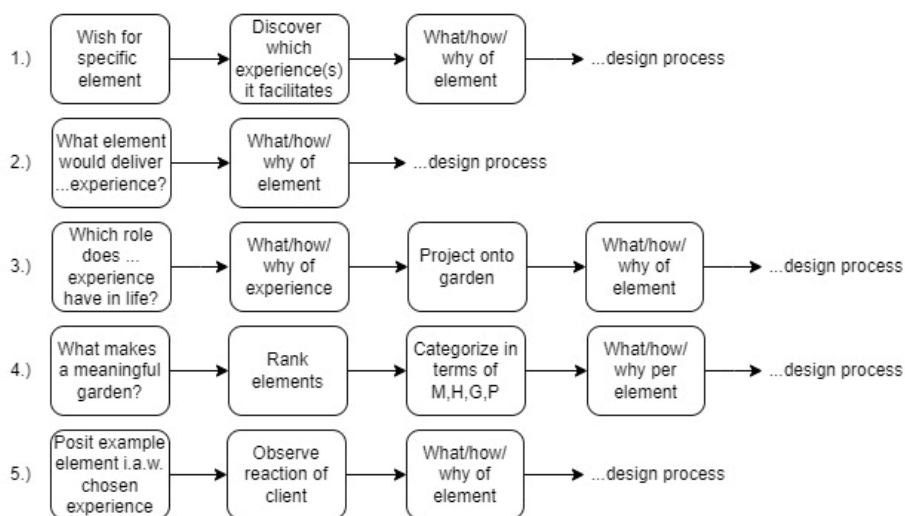 1.)
Wish for
specific
element
Discover
which
experience(s)
it facilitates
What/how/
why of
element
...design process
2.)
What element
would deliver
...experience?
What/how/
why of
element
...design process
3.)
Which role
does ...
experience
have in life?
What/how/
why of
experience
Project onto
garden
What/how/
why of
element
...design process
4.)
What makes
a meaningful
garden?
Rank
elements
Categorize in
terms of
M,H,G,P
What/how/
why per
element
...design process
5.)
Posit example
element i.a.w.
chosen
experience
Observe
reaction of
client
What/how/
why of
element
...design process